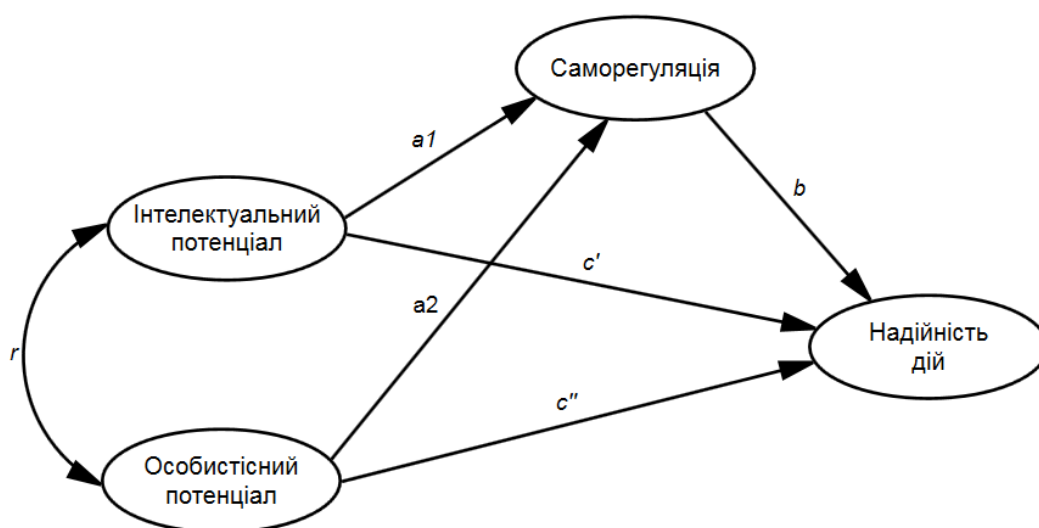 Саморегуляція
a1
b
Інтелектуальний
потенціал
c'
a2
r
Надійність
дій
c"
Особистісний
потенціал